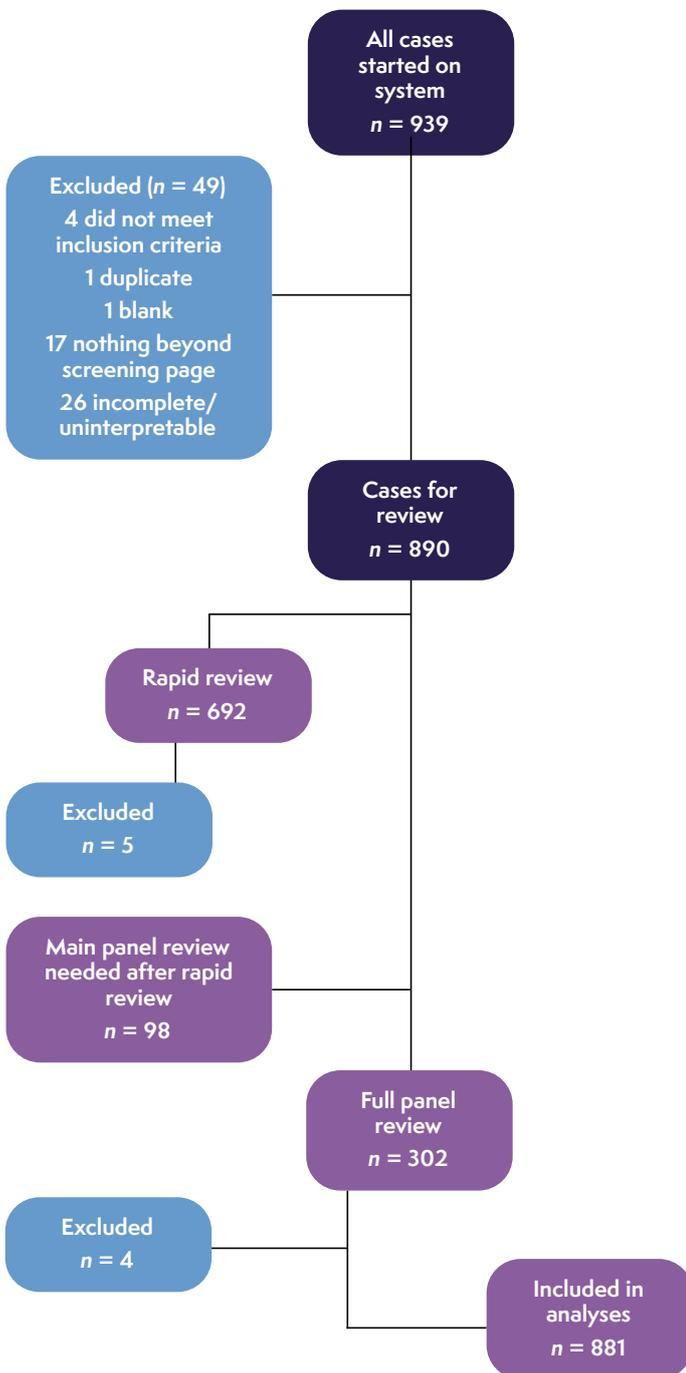 All cases
started on
system
n = 939
Excluded (n = 49)
4 did not meet
inclusion criteria
1 duplicate
1 blank
17 nothing beyond
screening page
26 incomplete/
uninterpretable
Cases for
review
n = 890
Rapid review
n = 692
Excluded
n = 5
Main panel review
needed after rapid
review
n = 98
Full panel
review
n = 302
Excluded
n = 4
Included in
analyses
n = 881